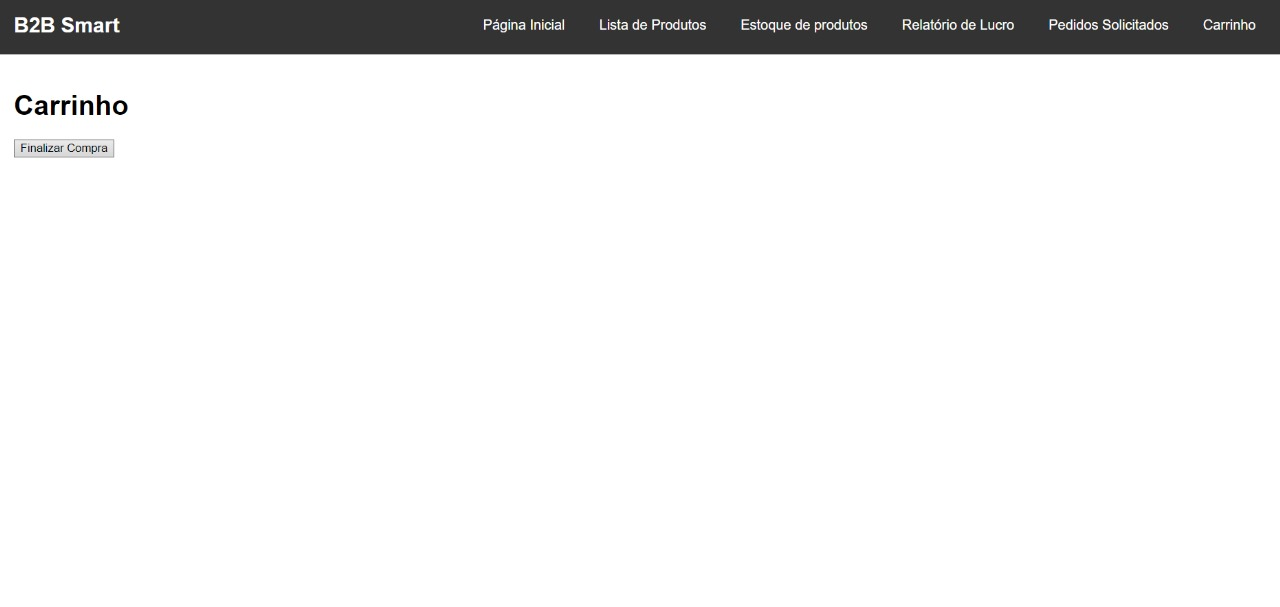 B2B Smart Página Inicial Lista de Produtos Estoque de produtos Relatório de Lucro Pedidos Solicitados Carrinho
Carrinho
Finalizar Compra